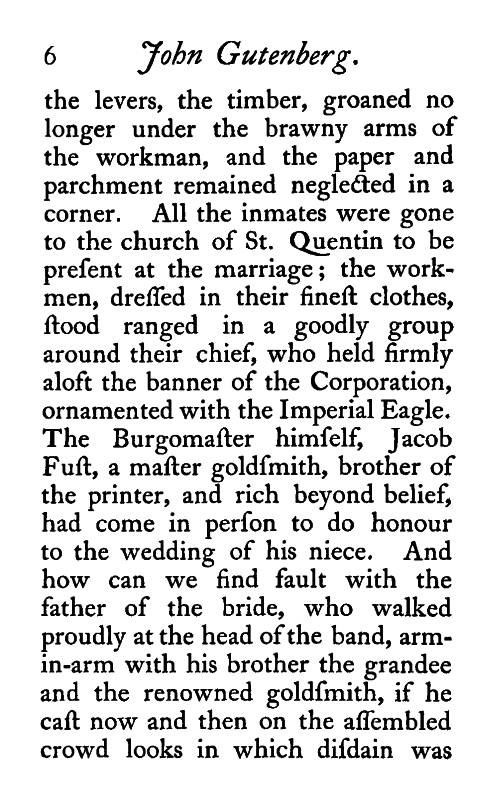 6 John Gutenberg.
the levers, the timber, groaned no
longer under the brawny arms of
the workman, and the paper and
parchment remained neglected in a
corner. All the inmates were gone
to the church of St. Quentin to be
preſent at the marriage; the work-
men, dreſſed in their fineſt clothes,
ſtood ranged in a goodly group
around their chief, who held firmly
aloft the banner of the Corporation,
ornamented with the Imperial Eagle.
The Burgomaſter himſelf, Jacob
Fuſt, a maſter goldſmith, brother of
the printer, and rich beyond belief,
had come in perſon to do honour
to the wedding of his niece. And
how can we find fault with the
father of the bride, who walked
proudly at the head of the band, arm-
in-arm with his brother the grandee
and the renowned goldſmith, if he
caſt now and then on the aſſembled
crowd looks in which diſdain was